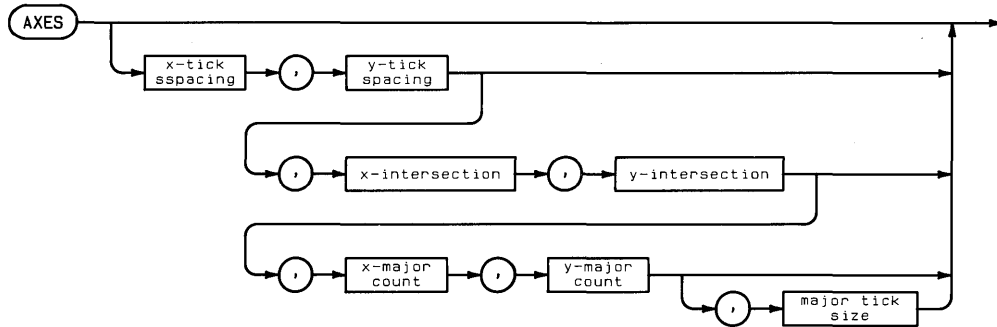 AXES
x-tick
sspacing
,
y-tick
spacing
,
x-intersection
,
y-intersection
,
x-major
count
,
y-major
count
,
major tick
size